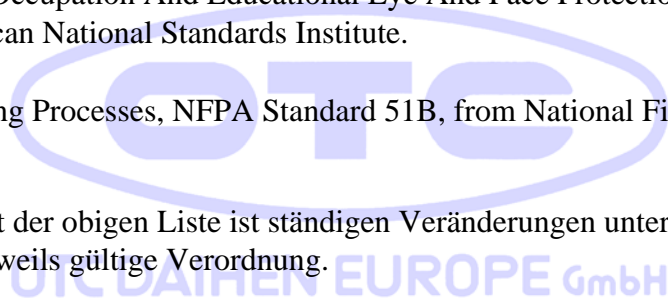 Occupation And Educational Eye And Face Protection
can National Standards Institute.
OTC
ng Processes, NFPA Standard 51B, from National Fi
t der obigen Liste ist ständigen Veränderungen unter
weils gültige Verordnung.
OTC DAIHEN EUROPE GmbH